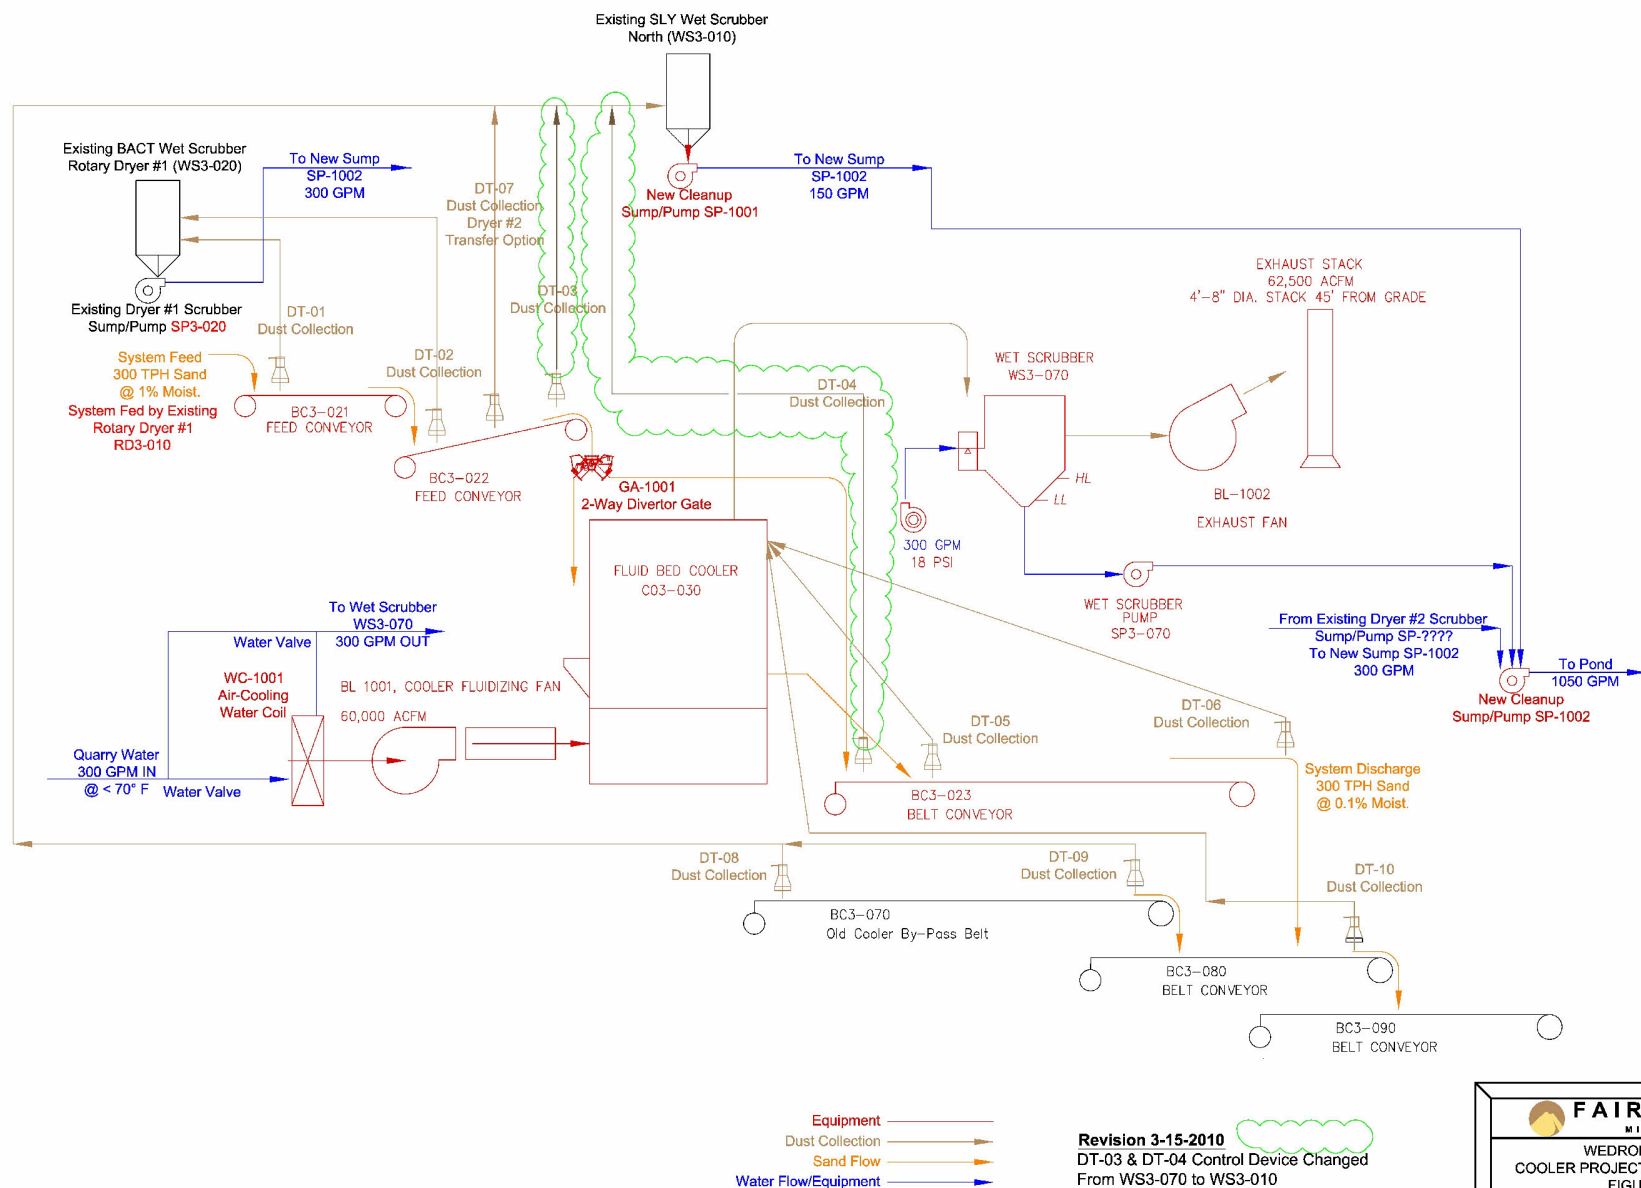 Existing SLY Wet Scrubber
North (WS3-010)
Existing BACT Wet Scrubber
Rotary Dryer #1 (WS3-020)
To New Sump
SP-1002
300 GPM
To New Sump
SP-1002
150 GPM
New Cleanup
Sump/Pump SP-1001
DT-07
Dust Collection
Dryer #2
Transfer Option
DT-03
Dust Collection
Existing Dryer #1 Scrubber
Sump/Pump SP3-020
DT-01
Dust Collection
EXHAUST STACK
62,500 ACFM
4'-8" DIA. STACK 45' FROM GRADE
System Feed
300 TPH Sand
@ 1% Moist.
System Fed by Existing
Rotary Dryer #1
RD3-010
DT-02
Dust Collection
BC3-021
FEED CONVEYOR
DT-04
Dust Collection
WET SCRUBBER
WS3-070
BC3-022
FEED CONVEYOR
GA-1001
2-Way Divertor Gate
HL
LL
BL-1002
EXHAUST FAN
300 GPM
18 PSI
FLUID BED COOLER
C03-030
WET SCRUBBER
PUMP
SP3-070
To Wet Scrubber
WS3-070
300 GPM OUT
Water Valve
From Existing Dryer #2 Scrubber
Sump/Pump SP-????
To New Sump SP-1002
300 GPM
To Pond
1050 GPM
New Cleanup
Sump/Pump SP-1002
WC-1001
Air-Cooling
Water Coil
BL 1001, COOLER FLUIDIZING FAN
60,000 ACFM
DT-05
Dust Collection
DT-06
Dust Collection
Quarry Water
300 GPM IN
@ < 70° F
Water Valve
System Discharge
300 TPH Sand
@ 0.1% Moist.
BC3-023
BELT CONVEYOR
DT-08
Dust Collection
DT-09
Dust Collection
DT-10
Dust Collection
BC3-070
Old Cooler By-Pass Belt
BC3-080
BELT CONVEYOR
BC3-090
BELT CONVEYOR
Equipment
Dust Collection
Sand Flow
Water Flow/Equipment
Revision 3-15-2010
DT-03 & DT-04 Control Device Changed
From WS3-070 to WS3-010
FAIR
MI
WEDRO
COOLER PROJECT
FIGU